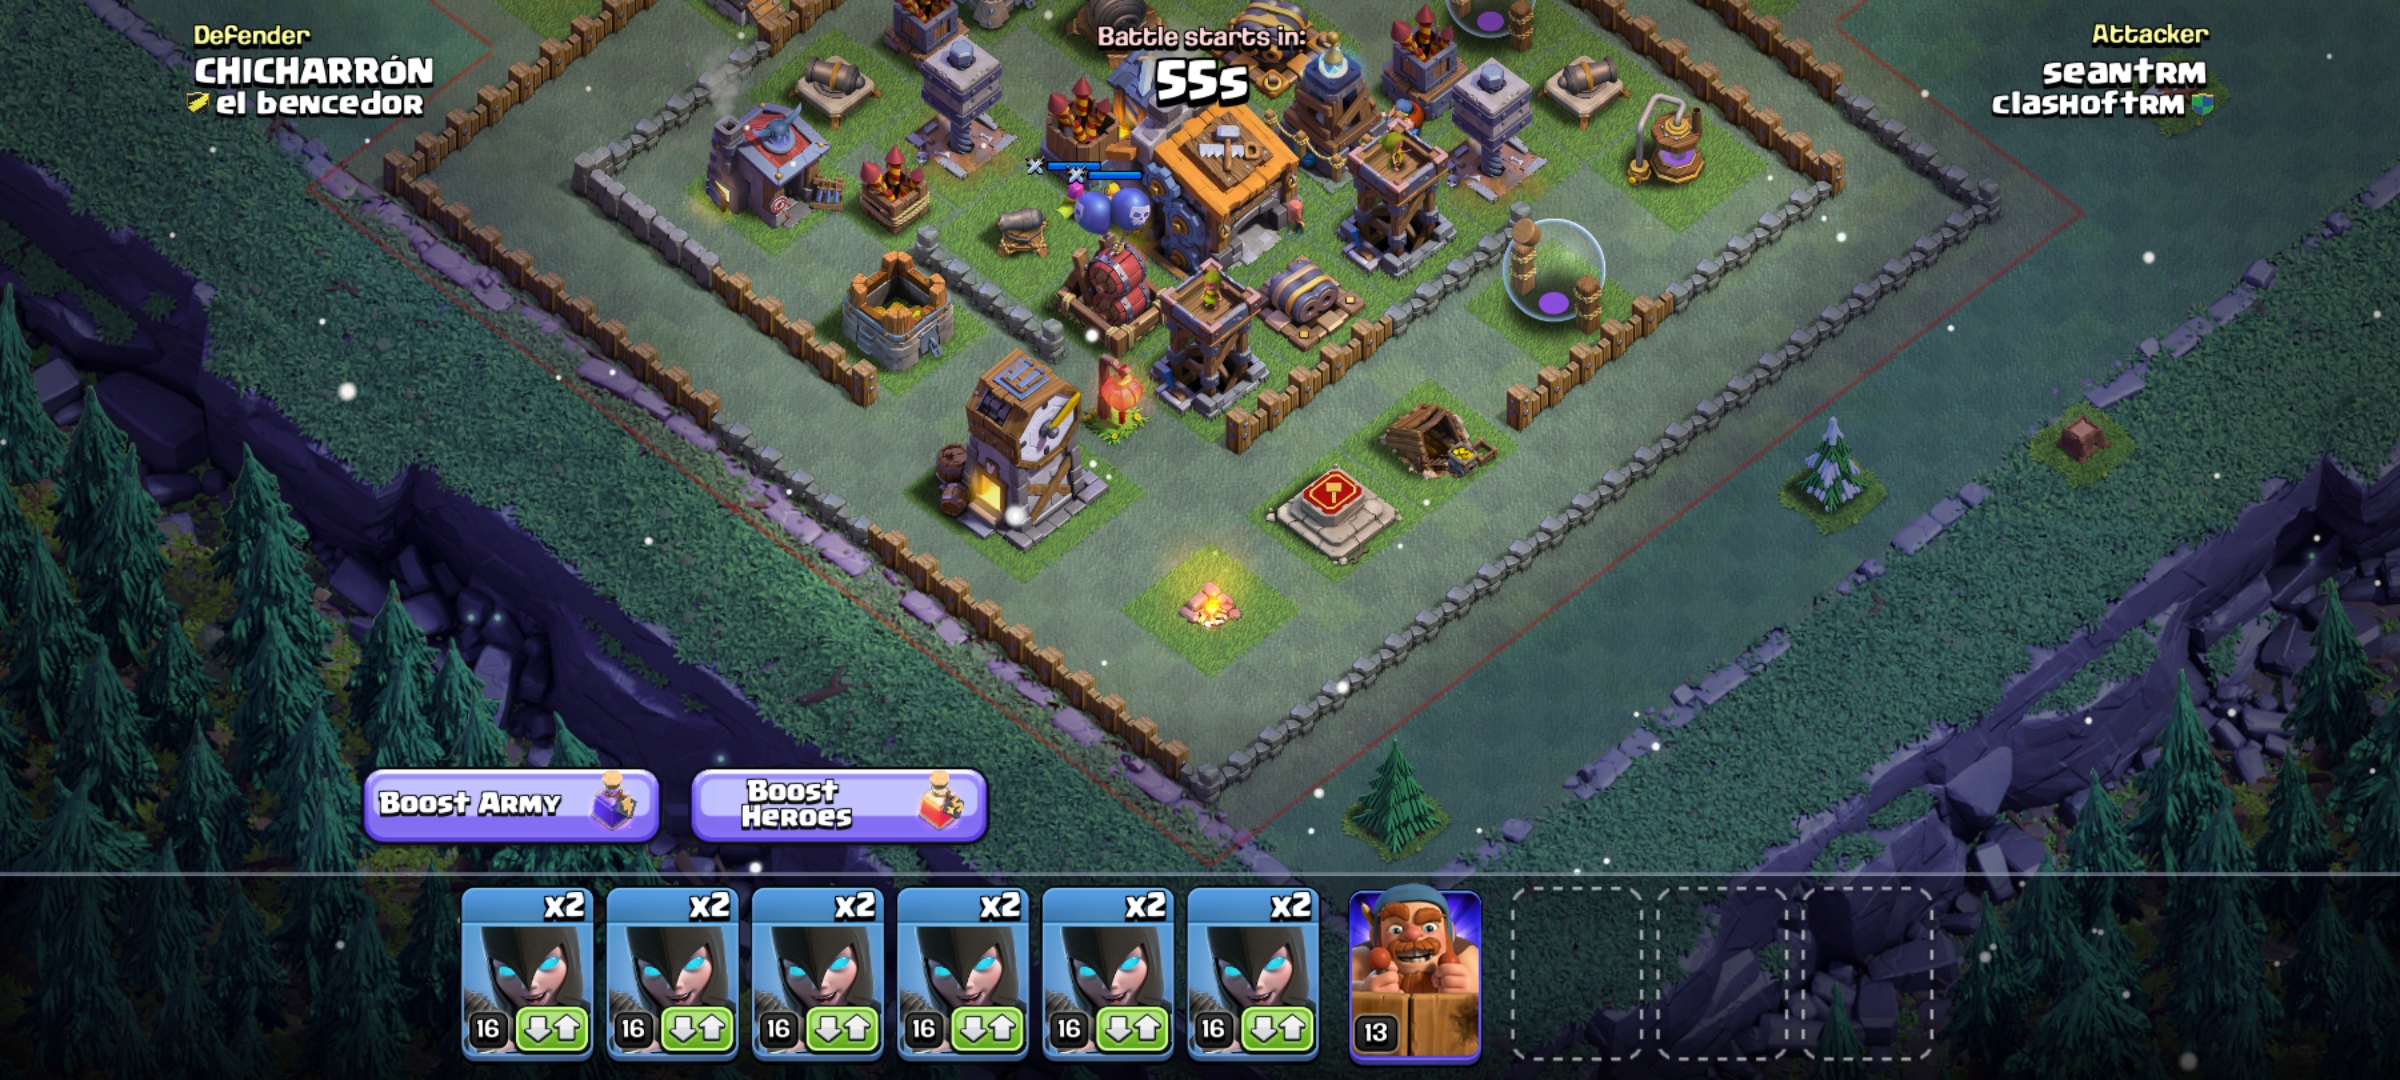 Defender
CHICHARRÓN
el bencedor
Battle starts in:
55s
Attacker
seantRM
clashoftRM
Boost Army
Boost
Heroes
x2
x2
x2
x2
x2
x2
16
16
16
16
16
16
13